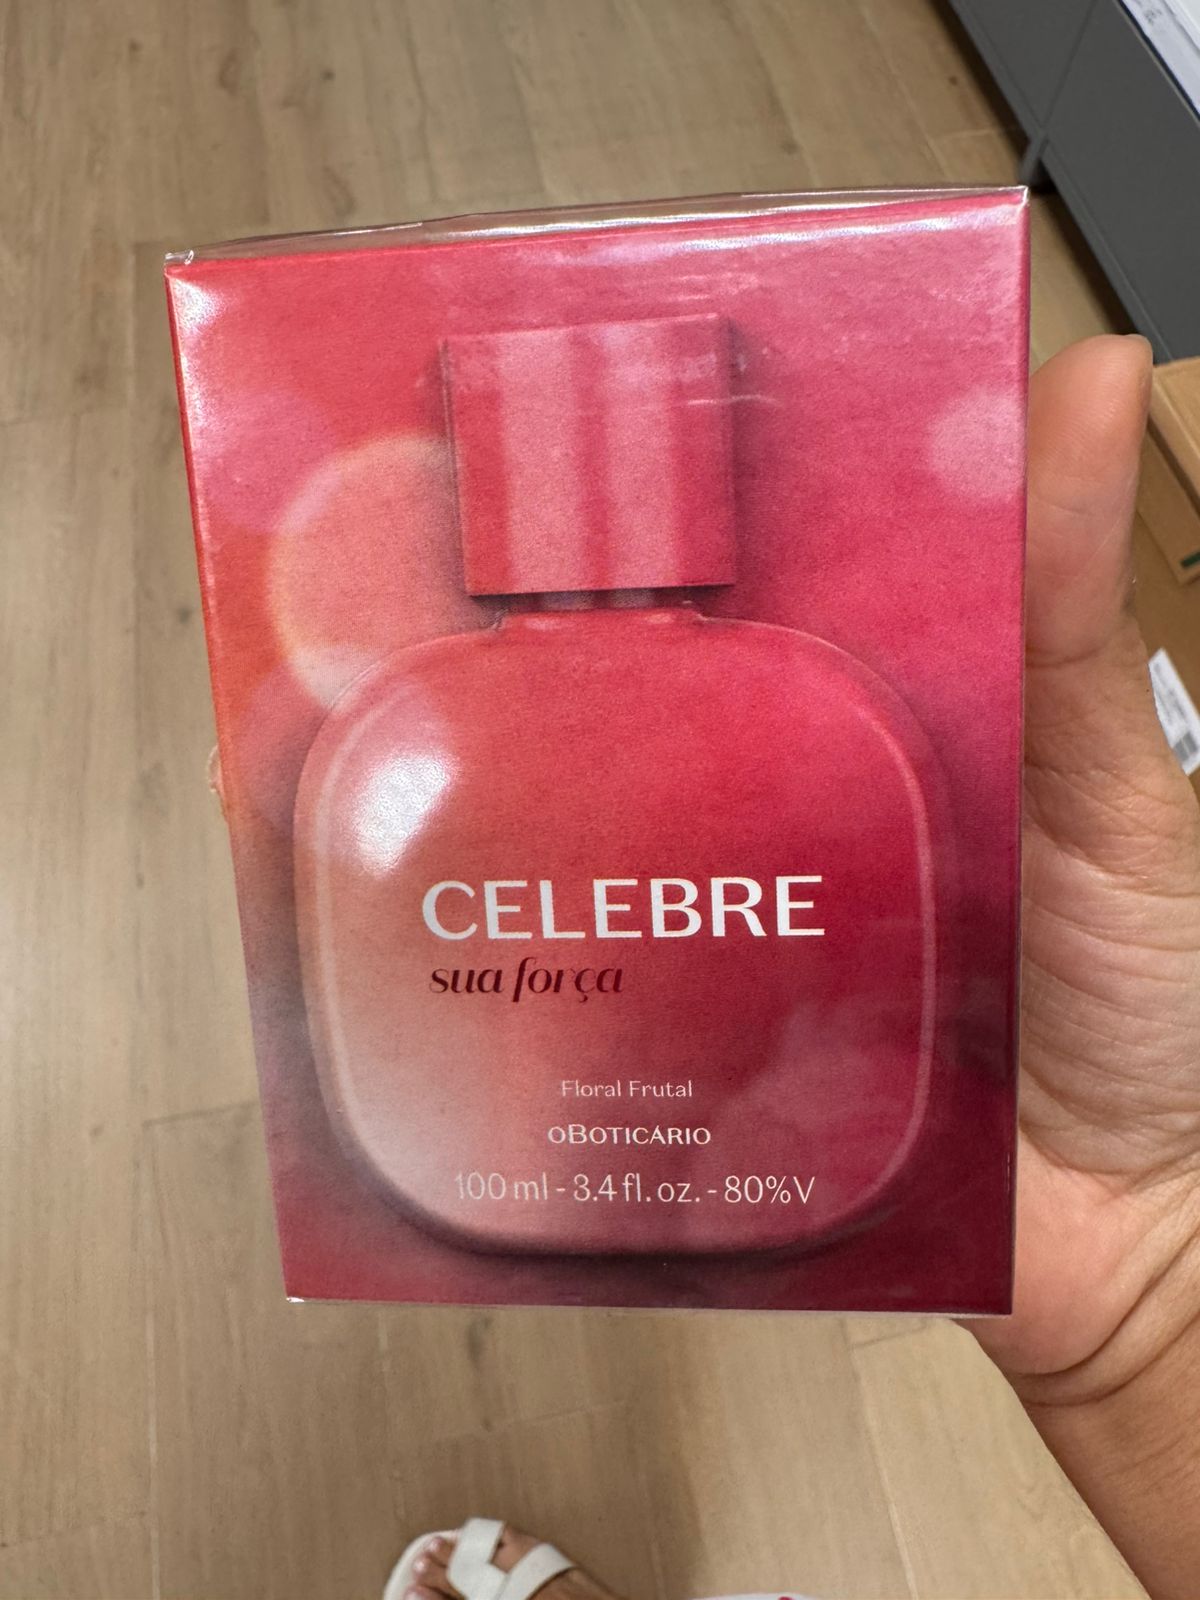 CELEBRE
sua força
Floral Frutal
oBOTICÁRIO
100 ml - 3.4 fl. oz. - 80%V